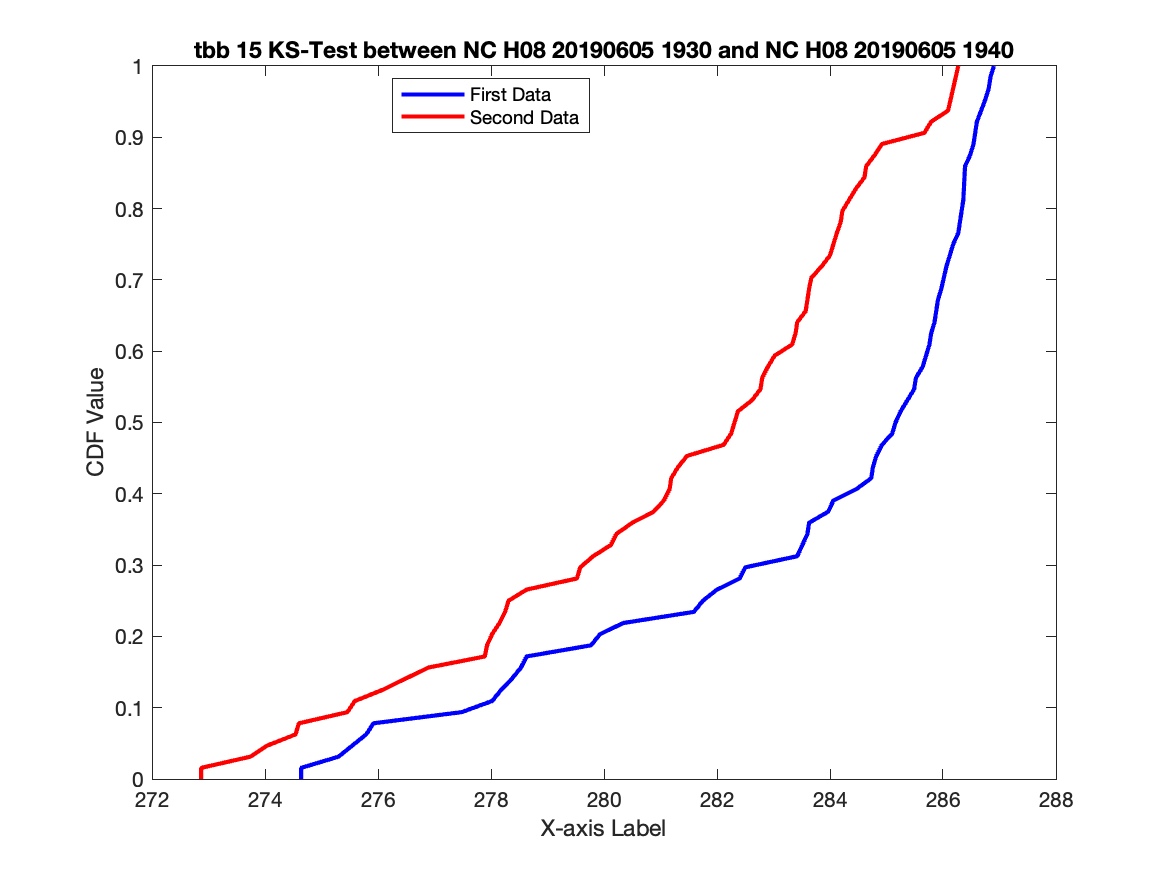 tbb 15 KS-Test between NC H08 20190605 1930 and NC H08 20190605 1940
First Data
Second Data
CDF Value
1
0.9
0.8
0.7
0.6
0.5
0.4
0.3
0.2
0.1
0
272 274 276 278 280 282 284 286 288
X-axis Label